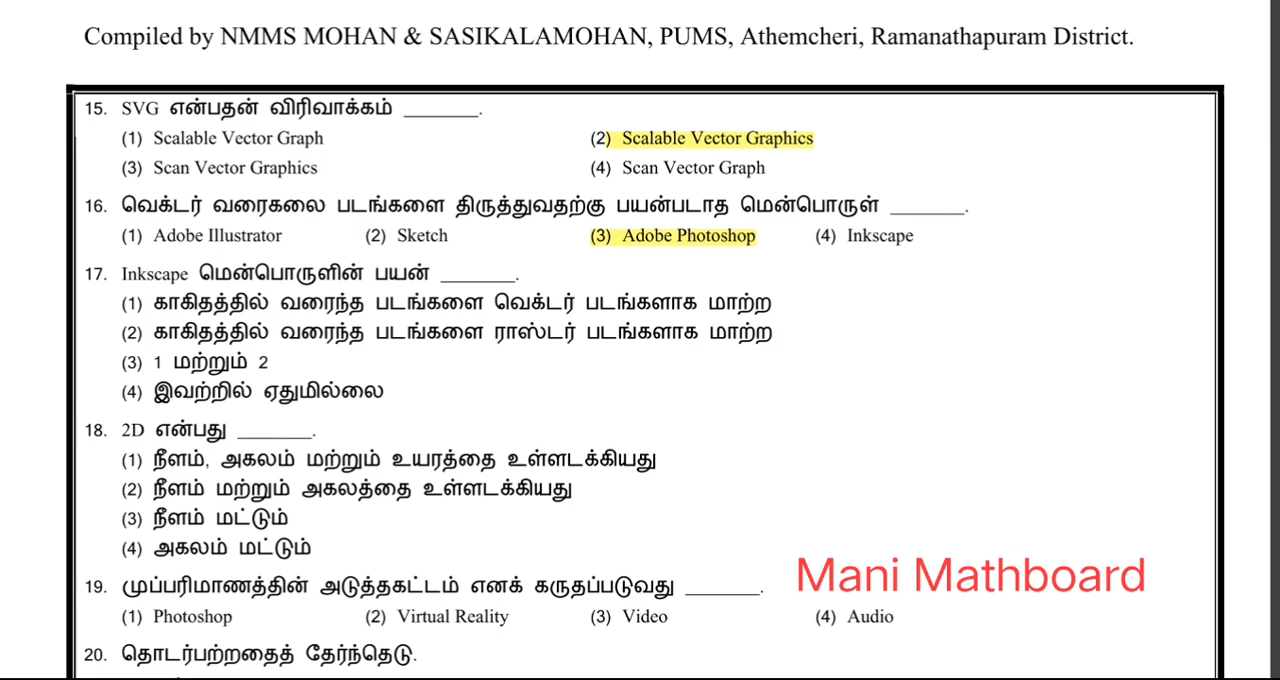 Compiled by NMMS MOHAN & SASIKALAMOHAN, PUMS, Athemcheri, Ramanathapuram District.
15. SVG என்பதன் விரிவாக்கம் ________.
(1) Scalable Vector Graph (2) Scalable Vector Graphics
(3) Scan Vector Graphics (4) Scan Vector Graph
16. வெக்டர் வரைகலை படங்களை திருத்துவதற்கு பயன்படாத மென்பொருள் ________.
(1) Adobe Illustrator (2) Sketch (3) Adobe Photoshop (4) Inkscape
17. Inkscape மென்பொருளின் பயன் ________.
(1) காகிதத்தில் வரைந்த படங்களை வெக்டர் படங்களாக மாற்ற
(2) காகிதத்தில் வரைந்த படங்களை ராஸ்டர் படங்களாக மாற்ற
(3) 1 மற்றும் 2
(4) இவற்றில் ஏதுமில்லை
18. 2D என்பது ________.
(1) நீளம், அகலம் மற்றும் உயரத்தை உள்ளடக்கியது
(2) நீளம் மற்றும் அகலத்தை உள்ளடக்கியது
(3) நீளம் மட்டும்
(4) அகலம் மட்டும்
Mani Mathboard
19. முப்பரிமாணத்தின் அடுத்தகட்டம் எனக் கருதப்படுவது ________.
(1) Photoshop (2) Virtual Reality (3) Video (4) Audio
20. தொடர்பற்றதைத் தேர்ந்தெடு.